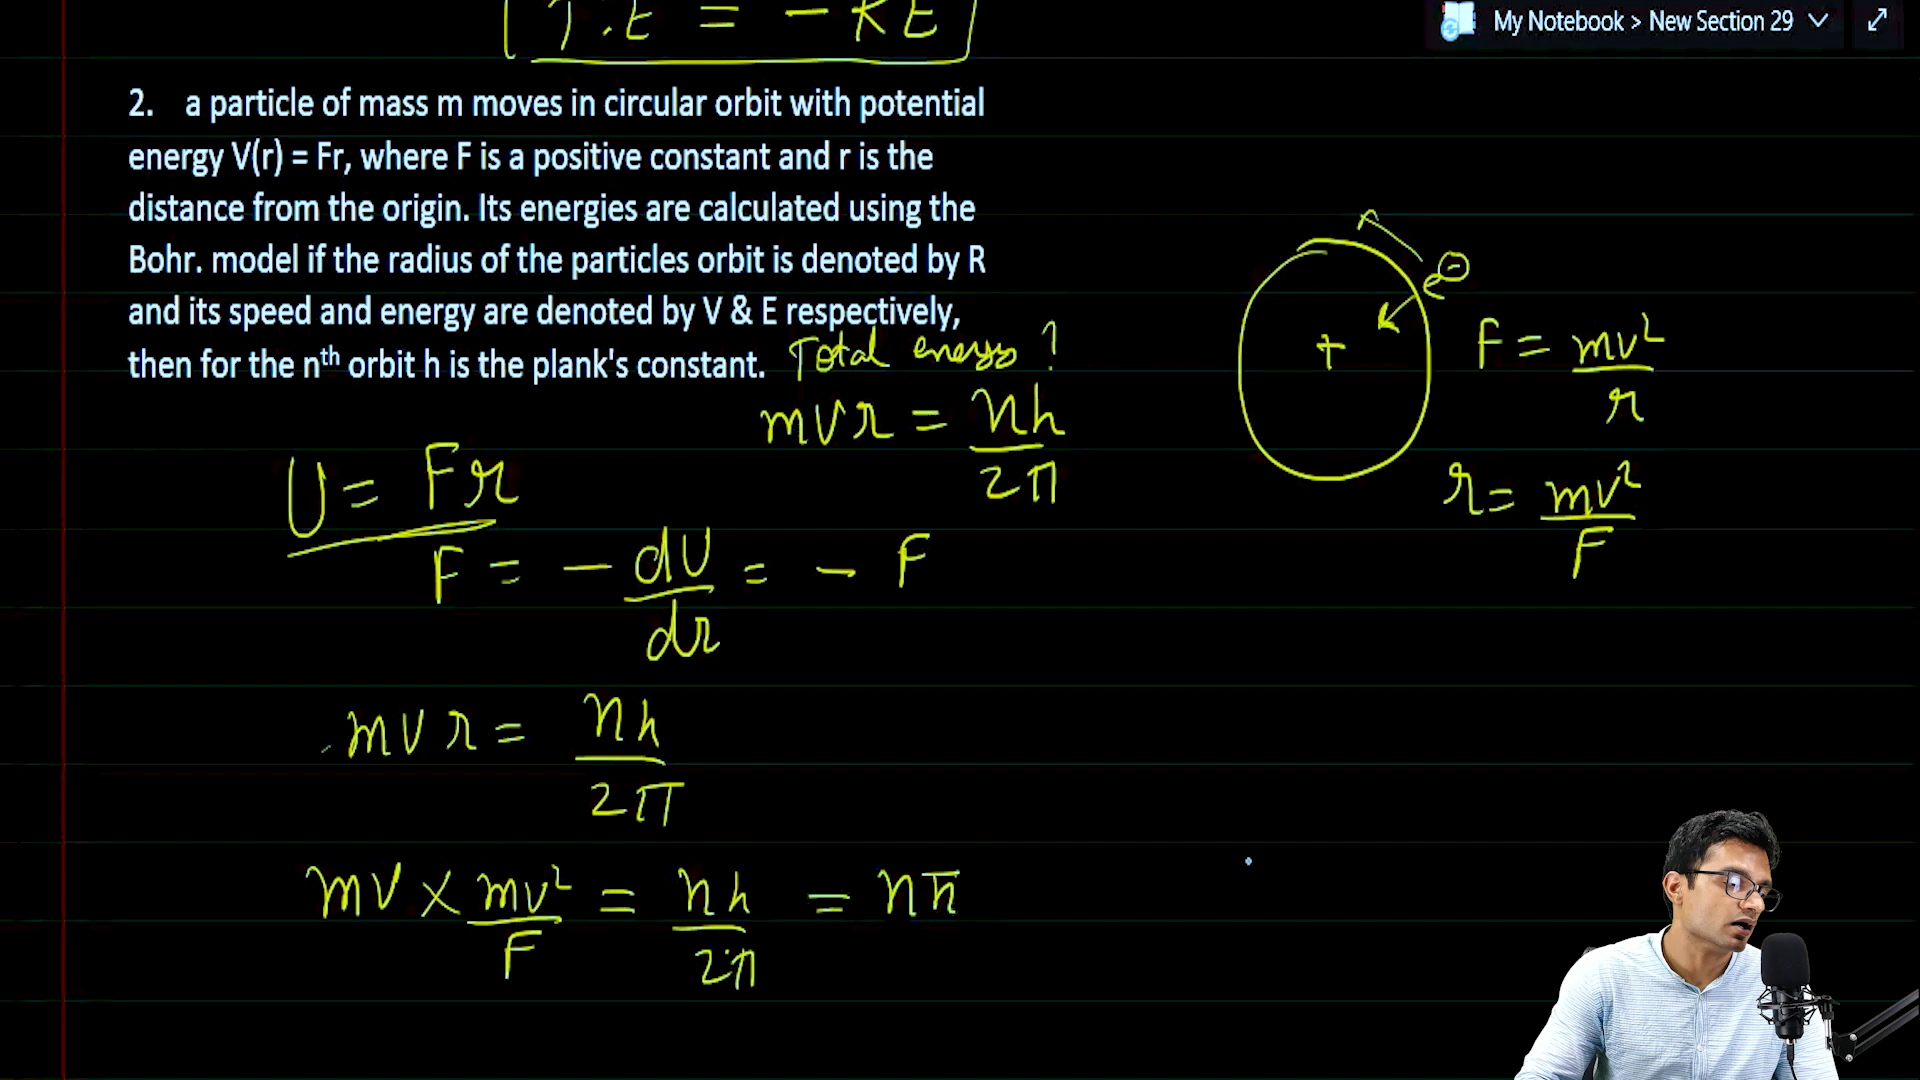 T.E = - KE
My Notebook > New Section 29
2. a particle of mass m moves in circular orbit with potential
energy V(r) = Fr, where F is a positive constant and r is the
distance from the origin. Its energies are calculated using the
Bohr. model if the radius of the particles orbit is denoted by R
and its speed and energy are denoted by V & E respectively,
then for the nth orbit h is the plank's constant. Total energy ?
mvr = nh/2π
U = Fr
F = - dU/dr = - F
mvr = nh/2π
mv × mv²/F = nh/2π = nħ
e⊖
+
F = mv²/r
r = mv²/F